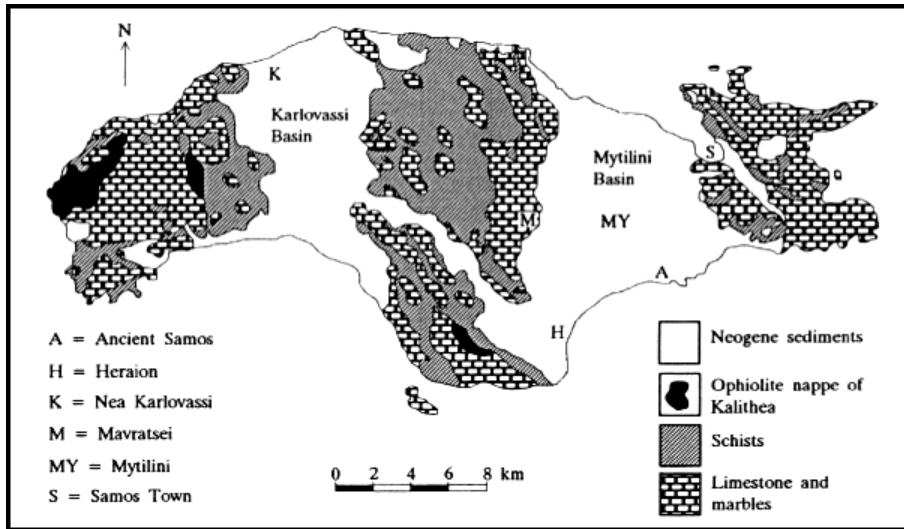 N
K
Karlovassi
Basin
Mytilini
Basin
S
M
MY
A
H
A = Ancient Samos
H = Heraion
K = Nea Karlovassi
M = Mavratsei
MY = Mytilini
S = Samos Town
0 2 4 6 8 km
Neogene sediments
Ophiolite nappe of
Kalithea
Schists
Limestone and
marbles